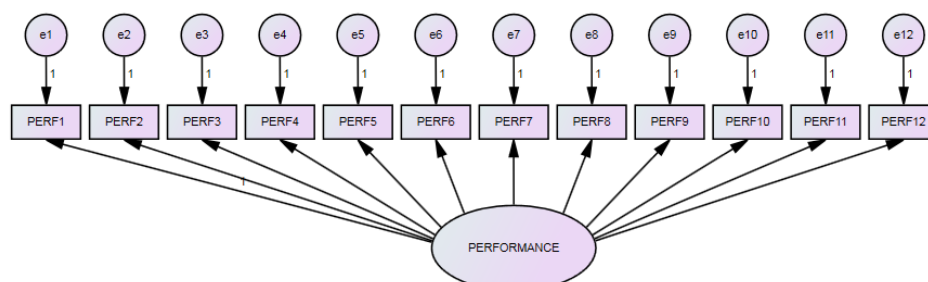 e1 e2 e3 e4 e5 e6 e7 e8 e9 e10 e11 e12
1 1 1 1 1 1 1 1 1 1 1 1
PERF1 PERF2 PERF3 PERF4 PERF5 PERF6 PERF7 PERF8 PERF9 PERF10 PERF11 PERF12
1
PERFORMANCE